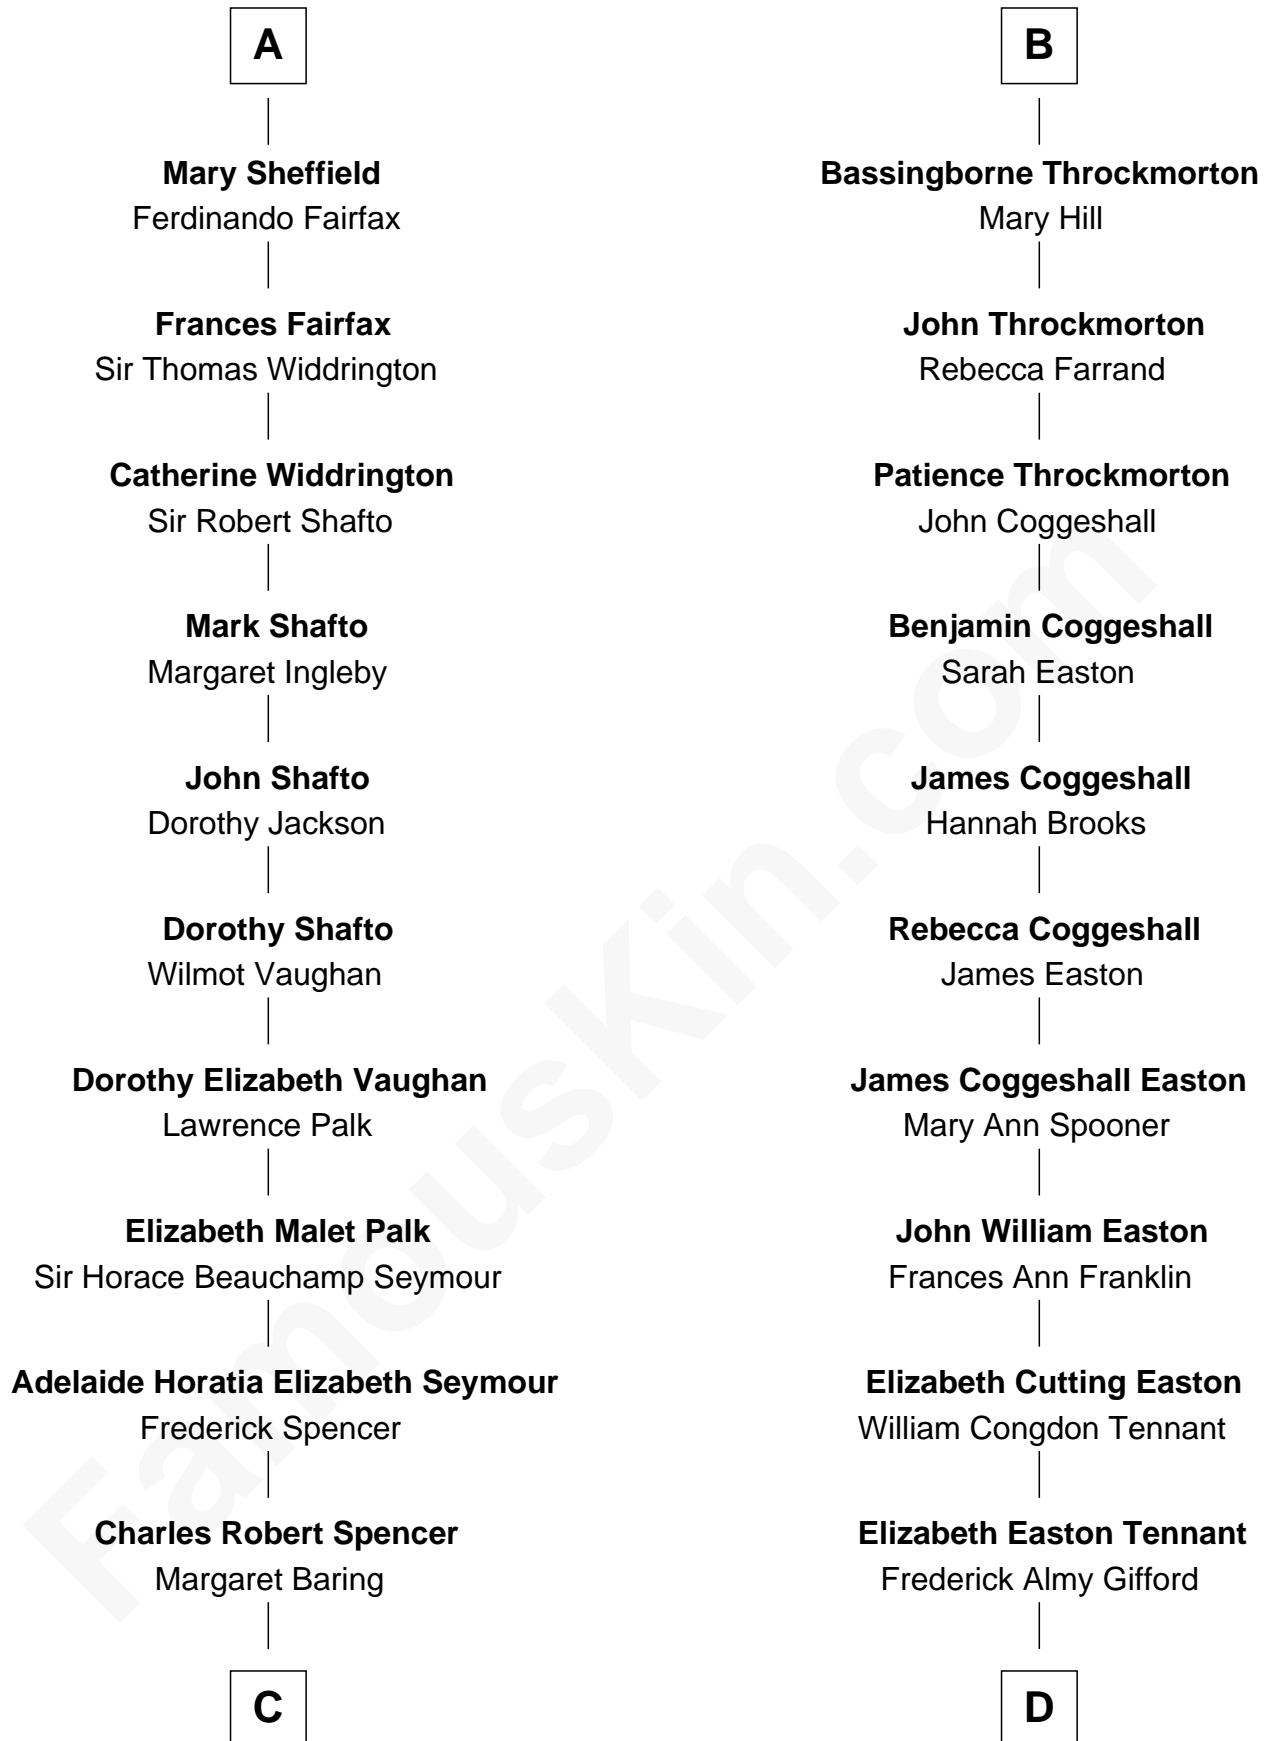 A
Mary Sheffield
Ferdinando Fairfax
Frances Fairfax
Sir Thomas Widdrington
Catherine Widdrington
Sir Robert Shafto
Mark Shafto
Margaret Ingleby
John Shafto
Dorothy Jackson
Dorothy Shafto
Wilmot Vaughan
Dorothy Elizabeth Vaughan
Lawrence Palk
Elizabeth Malet Palk
Sir Horace Beauchamp Seymour
Adelaide Horatia Elizabeth Seymour
Frederick Spencer
Charles Robert Spencer
Margaret Baring
C
B
Bassingborne Throckmorton
Mary Hill
John Throckmorton
Rebecca Farrand
Patience Throckmorton
John Coggeshall
Benjamin Coggeshall
Sarah Easton
James Coggeshall
Hannah Brooks
Rebecca Coggeshall
James Easton
James Coggeshall Easton
Mary Ann Spooner
John William Easton
Frances Ann Franklin
Elizabeth Cutting Easton
William Congdon Tennant
Elizabeth Easton Tennant
Frederick Almy Gifford
D
FamousKin.com